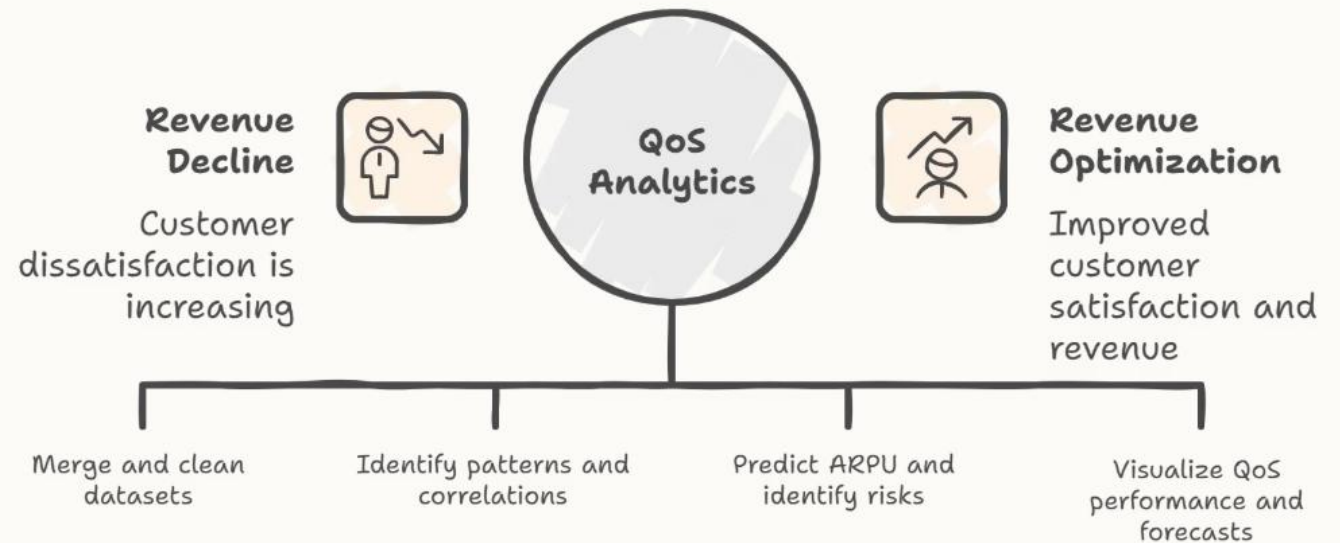 Revenue
Decline
Customer
dissatisfaction is
increasing
QoS
Analytics
Revenue
Optimization
Improved
customer
satisfaction and
revenue
Merge and clean
datasets
Identify patterns and
correlations
Predict ARPU and
identify risks
Visualize QoS
performance and
forecasts